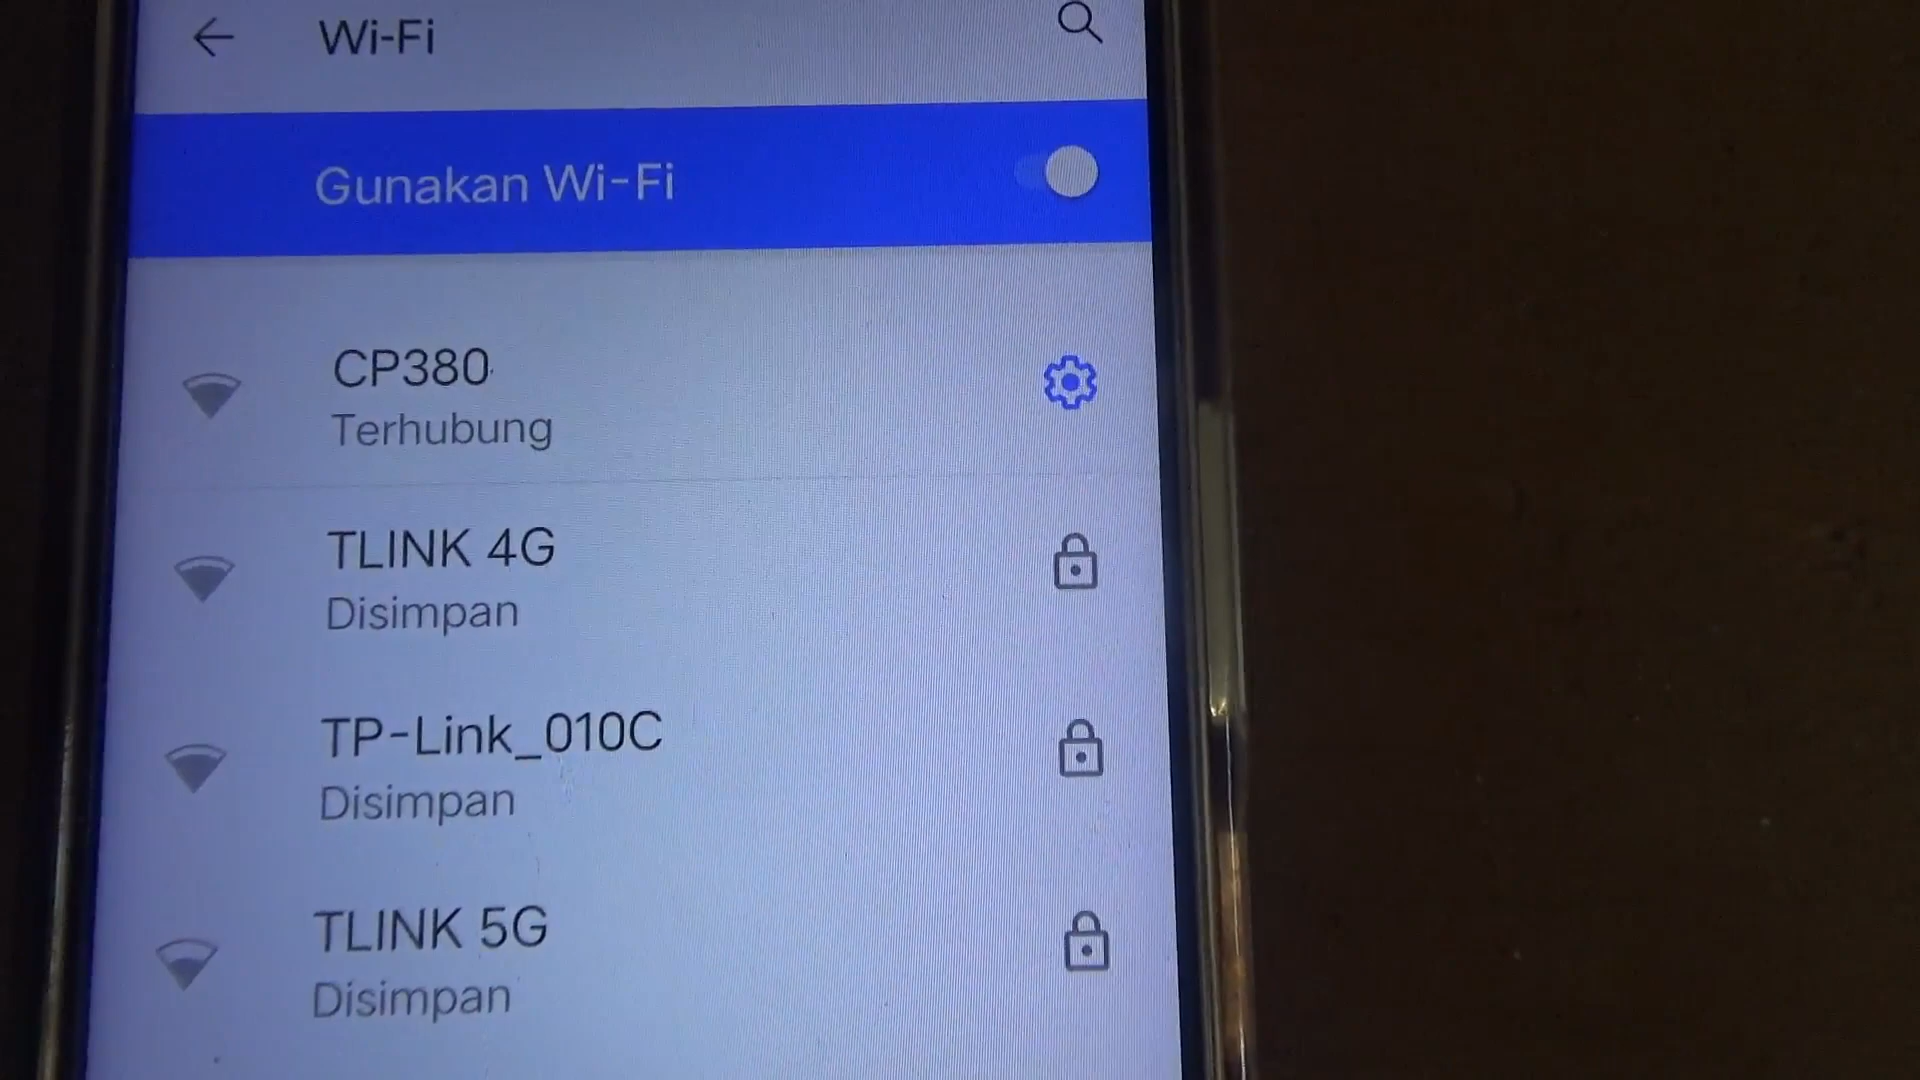 Wi-Fi
Gunakan Wi-Fi
CP380
Terhubung
TLINK 4G
Disimpan
TP-Link_010C
Disimpan
TLINK 5G
Disimpan